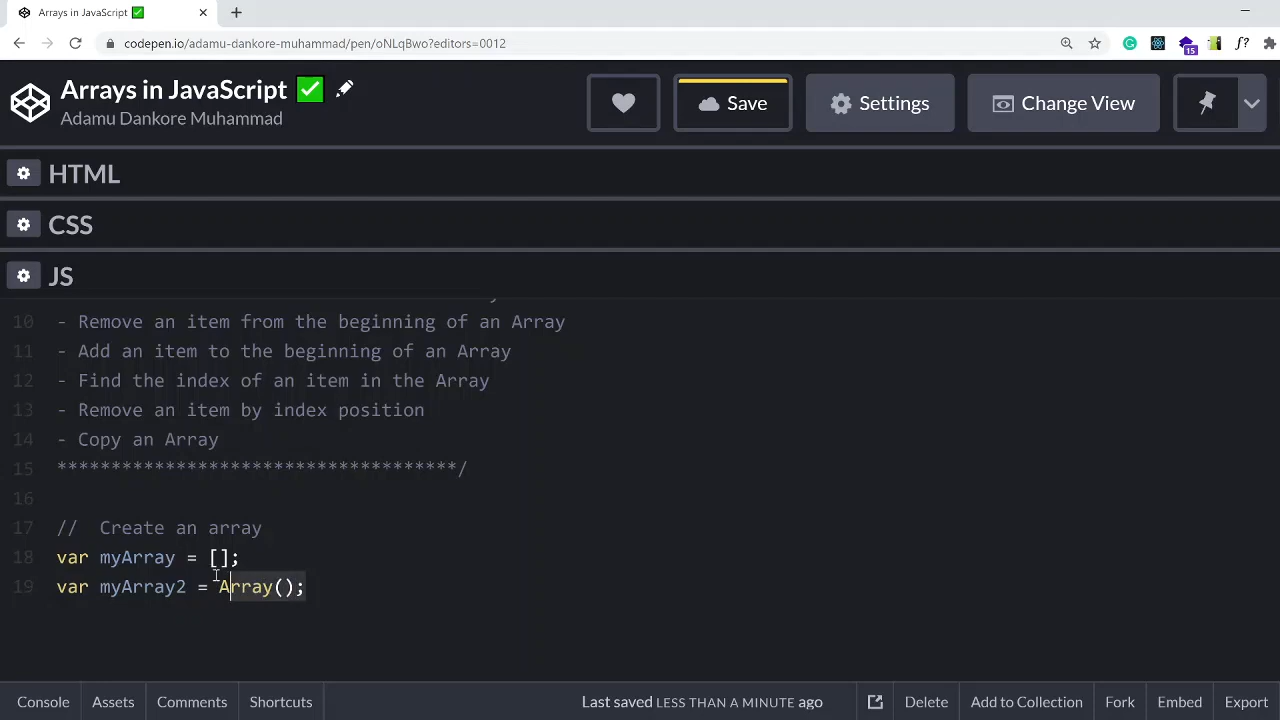 Arrays in JavaScript ✅
codepen.io/adamu-dankore-muhammad/pen/oNLqBwo?editors=0012
15
ƒ?
Arrays in JavaScript ✅
Adamu Dankore Muhammad
Save
Settings
Change View
HTML
CSS
JS
10 - Remove an item from the beginning of an Array
11 - Add an item to the beginning of an Array
12 - Find the index of an item in the Array
13 - Remove an item by index position
14 - Copy an Array
15 *************************************/
16
17 //  Create an array
18 var myArray = [];
19 var myArray2 = Array();
Console Assets Comments Shortcuts Last saved LESS THAN A MINUTE ago Delete Add to Collection Fork Embed Export